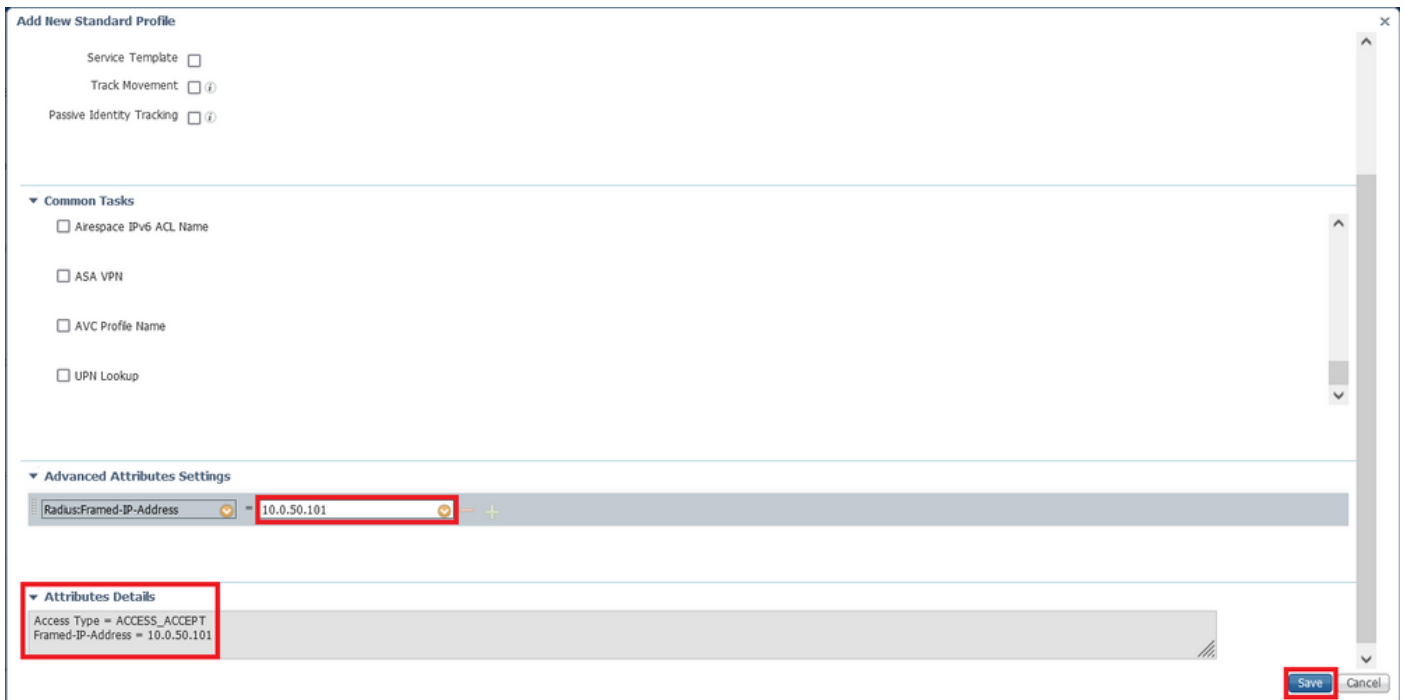 Add New Standard Profile
Service Template
Track Movement
Passive Identity Tracking
Common Tasks
Airespace IPv6 ACL Name
ASA VPN
AVC Profile Name
UPN Lookup
Advanced Attributes Settings
Radius:Framed-IP-Address = 10.0.50.101
Attributes Details
Access Type = ACCESS_ACCEPT
Framed-IP-Address = 10.0.50.101
Save Cancel